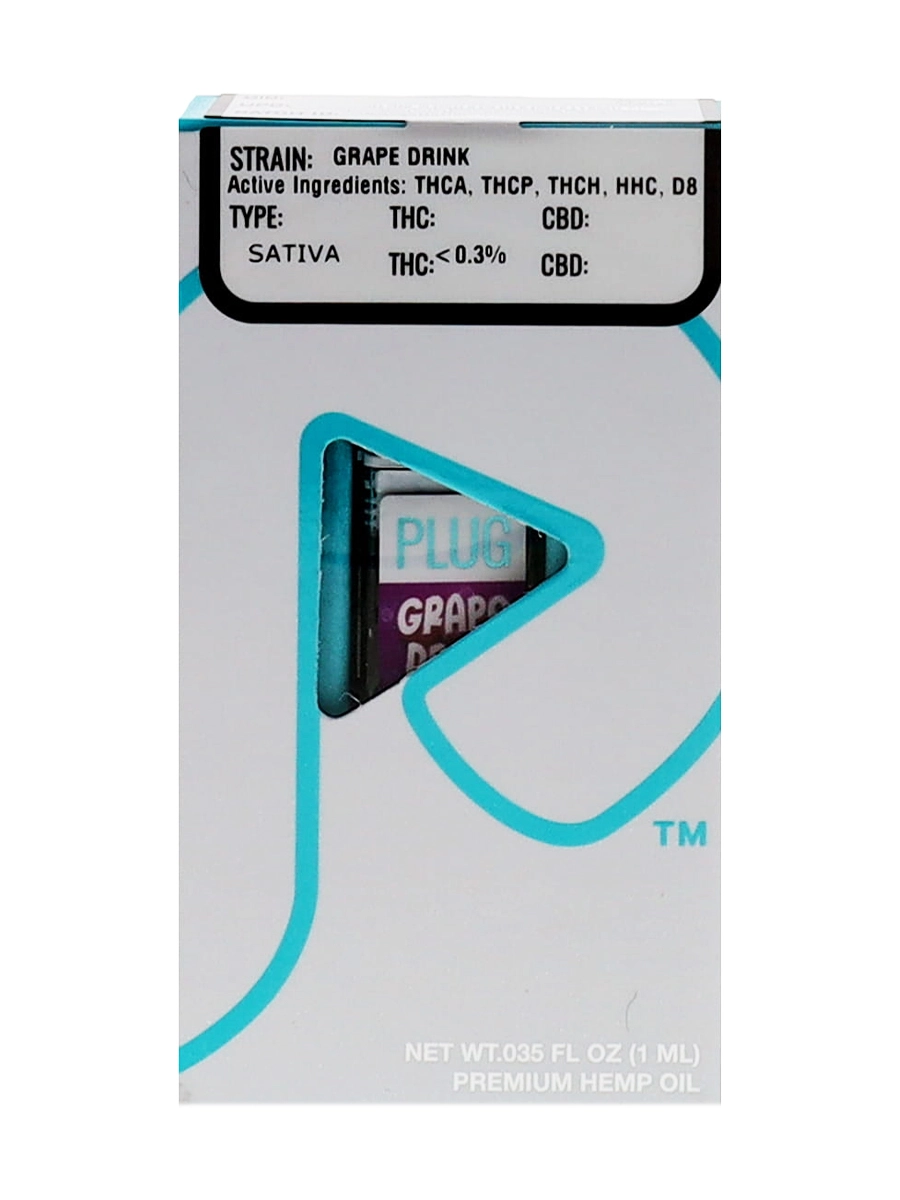 STRAIN: GRAPE DRINK
Active Ingredients: THCA, THCP, THCH, HHC, D8
TYPE: THC: CBD:
SATIVA THC:<0.3% CBD:
PLUG
GRAPE
TM
NET WT.035 FL OZ (1 ML)
PREMIUM HEMP OIL